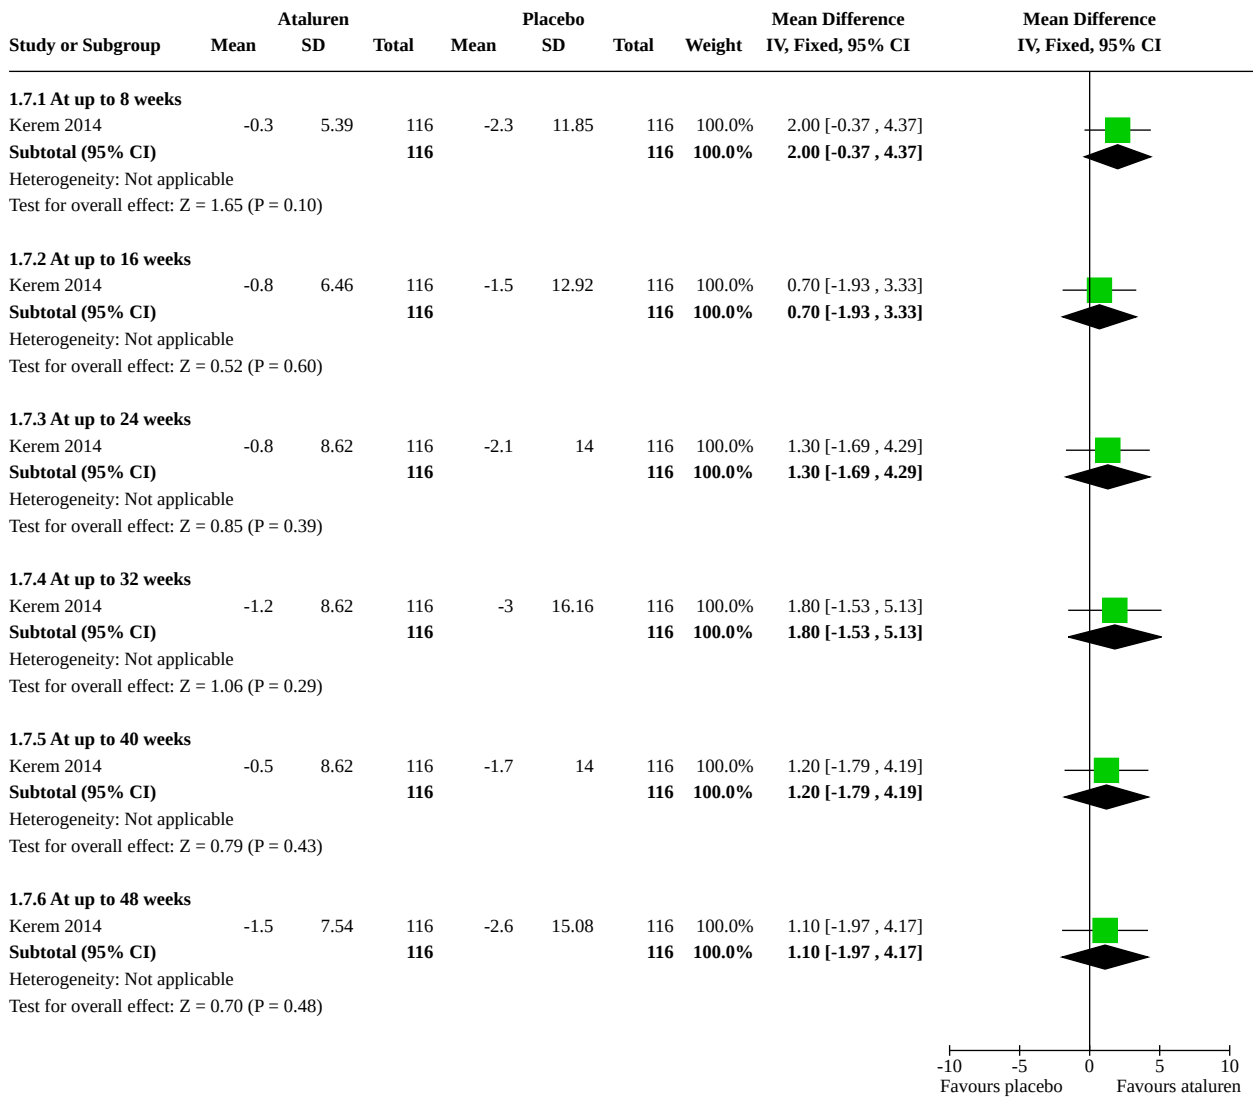 Ataluren Placebo Mean Difference Mean Difference
Study or Subgroup Mean SD Total Mean SD Total Weight IV, Fixed, 95% CI IV, Fixed, 95% CI
1.7.1 At up to 8 weeks
Kerem 2014 -0.3 5.39 116 -2.3 11.85 116 100.0% 2.00 [-0.37 , 4.37]
Subtotal (95% CI) 116 116 100.0% 2.00 [-0.37 , 4.37]
Heterogeneity: Not applicable
Test for overall effect: Z = 1.65 (P = 0.10)
1.7.2 At up to 16 weeks
Kerem 2014 -0.8 6.46 116 -1.5 12.92 116 100.0% 0.70 [-1.93 , 3.33]
Subtotal (95% CI) 116 116 100.0% 0.70 [-1.93 , 3.33]
Heterogeneity: Not applicable
Test for overall effect: Z = 0.52 (P = 0.60)
1.7.3 At up to 24 weeks
Kerem 2014 -0.8 8.62 116 -2.1 14 116 100.0% 1.30 [-1.69 , 4.29]
Subtotal (95% CI) 116 116 100.0% 1.30 [-1.69 , 4.29]
Heterogeneity: Not applicable
Test for overall effect: Z = 0.85 (P = 0.39)
1.7.4 At up to 32 weeks
Kerem 2014 -1.2 8.62 116 -3 16.16 116 100.0% 1.80 [-1.53 , 5.13]
Subtotal (95% CI) 116 116 100.0% 1.80 [-1.53 , 5.13]
Heterogeneity: Not applicable
Test for overall effect: Z = 1.06 (P = 0.29)
1.7.5 At up to 40 weeks
Kerem 2014 -0.5 8.62 116 -1.7 14 116 100.0% 1.20 [-1.79 , 4.19]
Subtotal (95% CI) 116 116 100.0% 1.20 [-1.79 , 4.19]
Heterogeneity: Not applicable
Test for overall effect: Z = 0.79 (P = 0.43)
1.7.6 At up to 48 weeks
Kerem 2014 -1.5 7.54 116 -2.6 15.08 116 100.0% 1.10 [-1.97 , 4.17]
Subtotal (95% CI) 116 116 100.0% 1.10 [-1.97 , 4.17]
Heterogeneity: Not applicable
Test for overall effect: Z = 0.70 (P = 0.48)
-10 -5 0 5 10
Favours placebo Favours ataluren